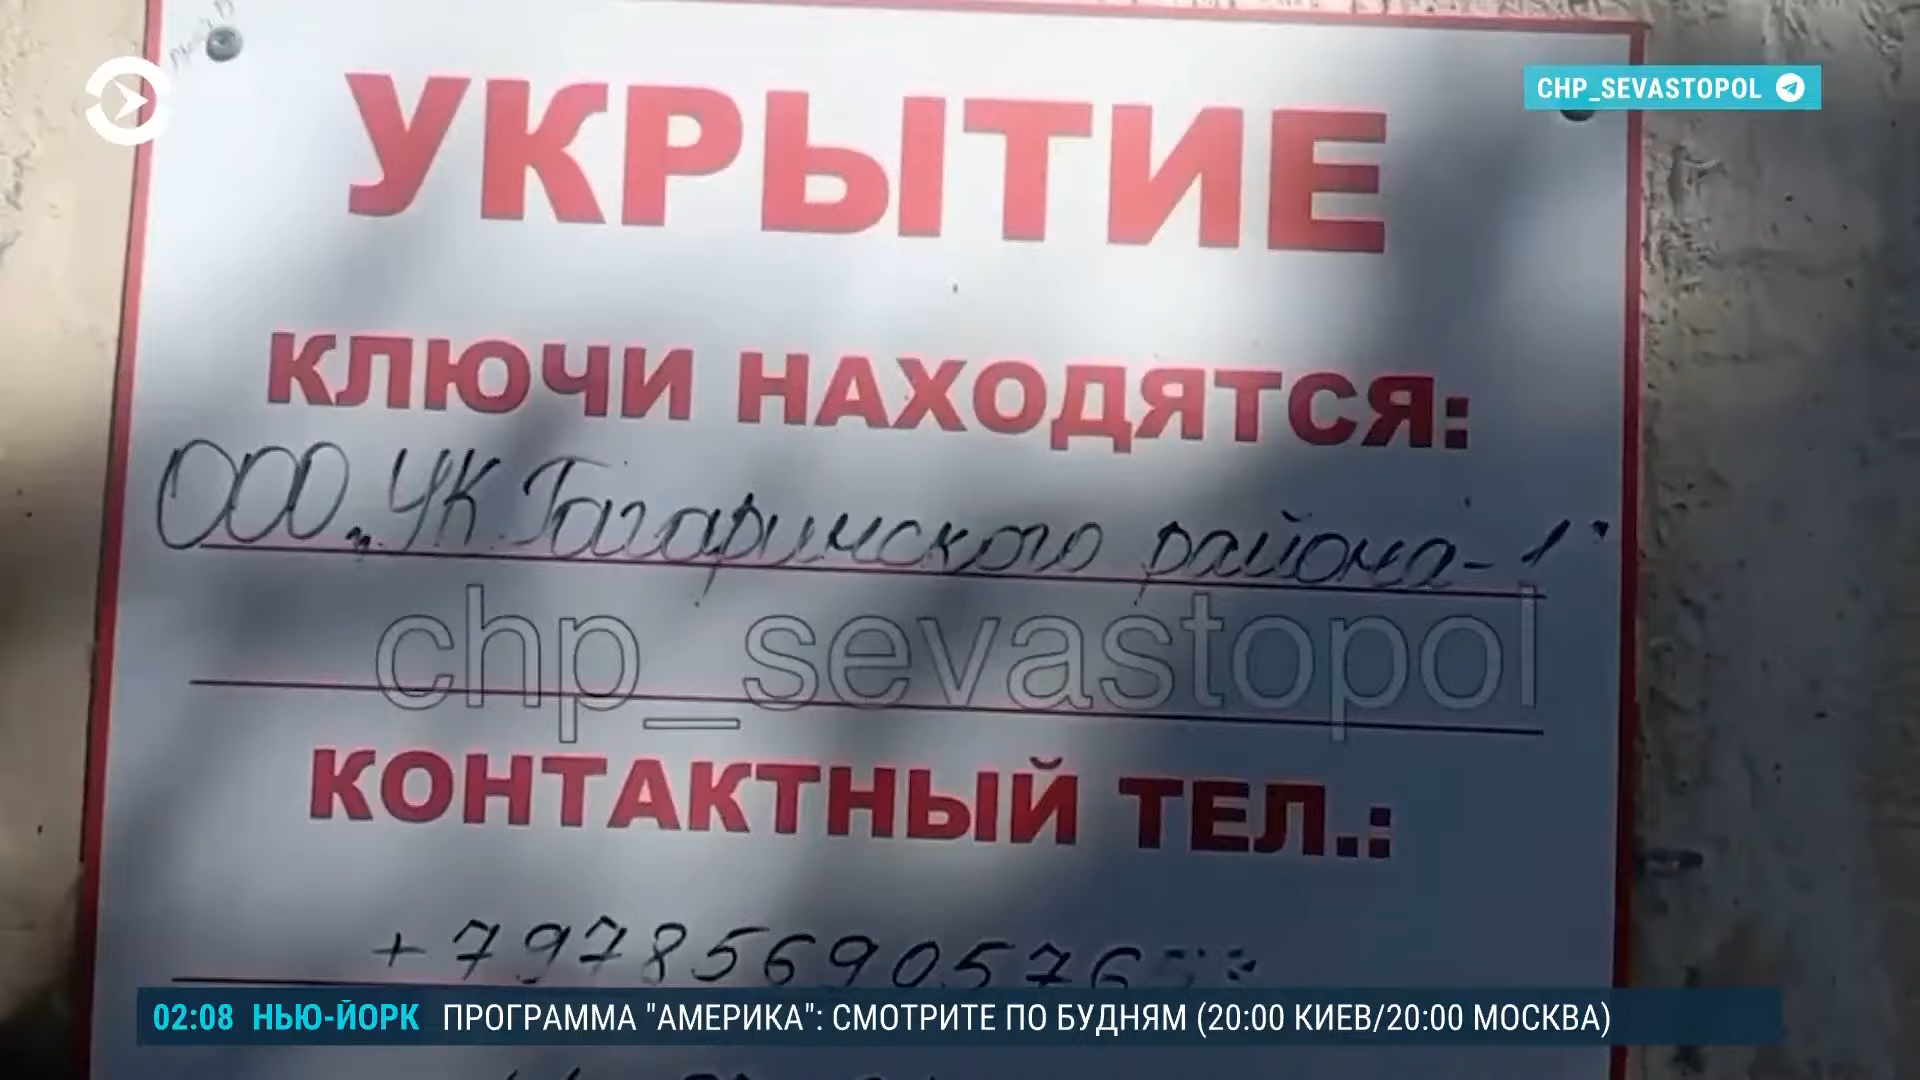 CHP_SEVASTOPOL
УКРЫТИЕ
КЛЮЧИ НАХОДЯТСЯ:
ООО „УК Гагаринского района-1"
chp_sevastopol
КОНТАКТНЫЙ ТЕЛ.:
+79785690576
02:08 НЬЮ-ЙОРК ПРОГРАММА "АМЕРИКА": СМОТРИТЕ ПО БУДНЯМ (20:00 КИЕВ/20:00 МОСКВА)